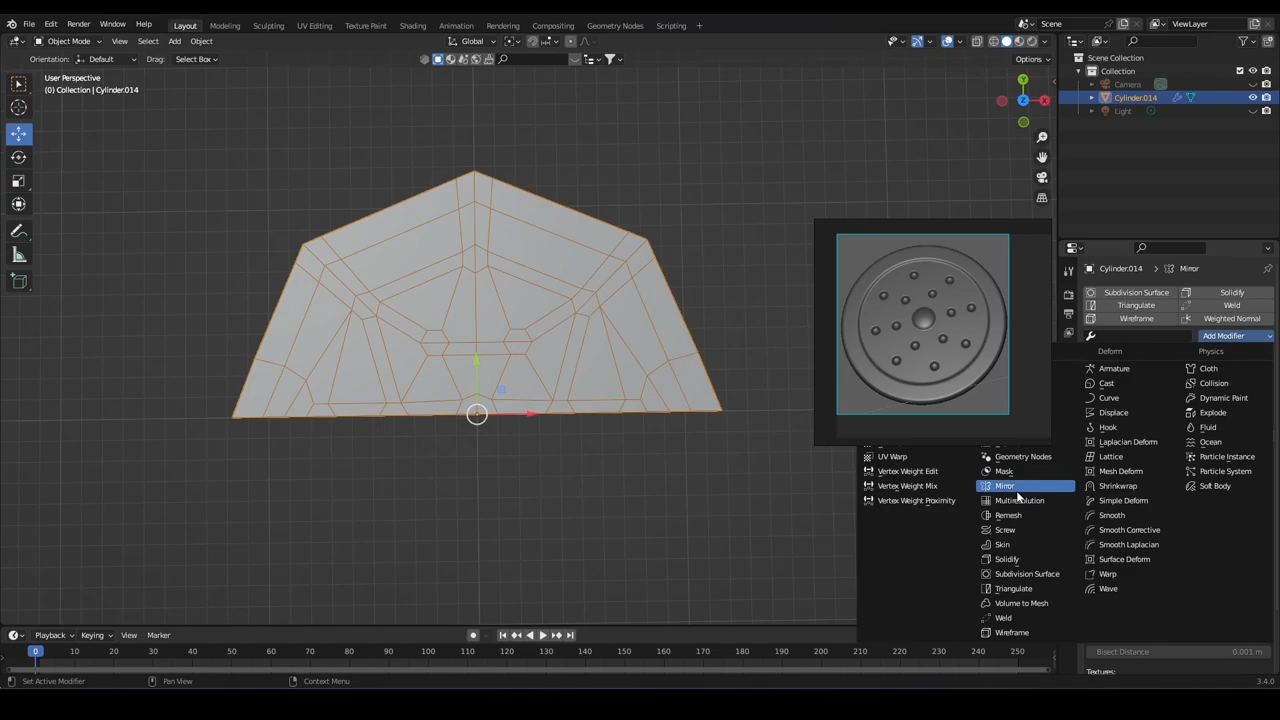 File Edit Render Window Help Layout Modeling Sculpting UV Editing Texture Paint Shading Animation Rendering Compositing Geometry Nodes Scripting + Scene ViewLayer
Object Mode View Select Add Object Global
Orientation: Default Drag: Select Box Options
User Perspective
(0) Collection | Cylinder.014
Y
Z X
Scene Collection
Collection
Camera
Cylinder.014
Light
Cylinder.014 > Mirror
Subdivision Surface Solidify
Triangulate Weld
Wireframe Weighted Normal
Add Modifier
Deform Physics
Armature Cloth
Cast Collision
Curve Dynamic Paint
Displace Explode
Hook Fluid
Laplacian Deform Ocean
UV Warp Geometry Nodes Lattice Particle Instance
Vertex Weight Edit Mask Mesh Deform Particle System
Vertex Weight Mix Mirror Shrinkwrap Soft Body
Vertex Weight Proximity Multiresolution Simple Deform
Remesh Smooth
Screw Smooth Corrective
Skin Smooth Laplacian
Solidify Surface Deform
Subdivision Surface Warp
Triangulate Wave
Volume to Mesh
Weld
Wireframe
Bisect Distance 0.001 m
Textures:
Playback Keying View Marker
0 10 20 30 40 50 60 70 80 90 100 110 120 130 140 150 160 170 180 190 200 210 220 230 240 250
Set Active Modifier Pan View Context Menu 3.4.0